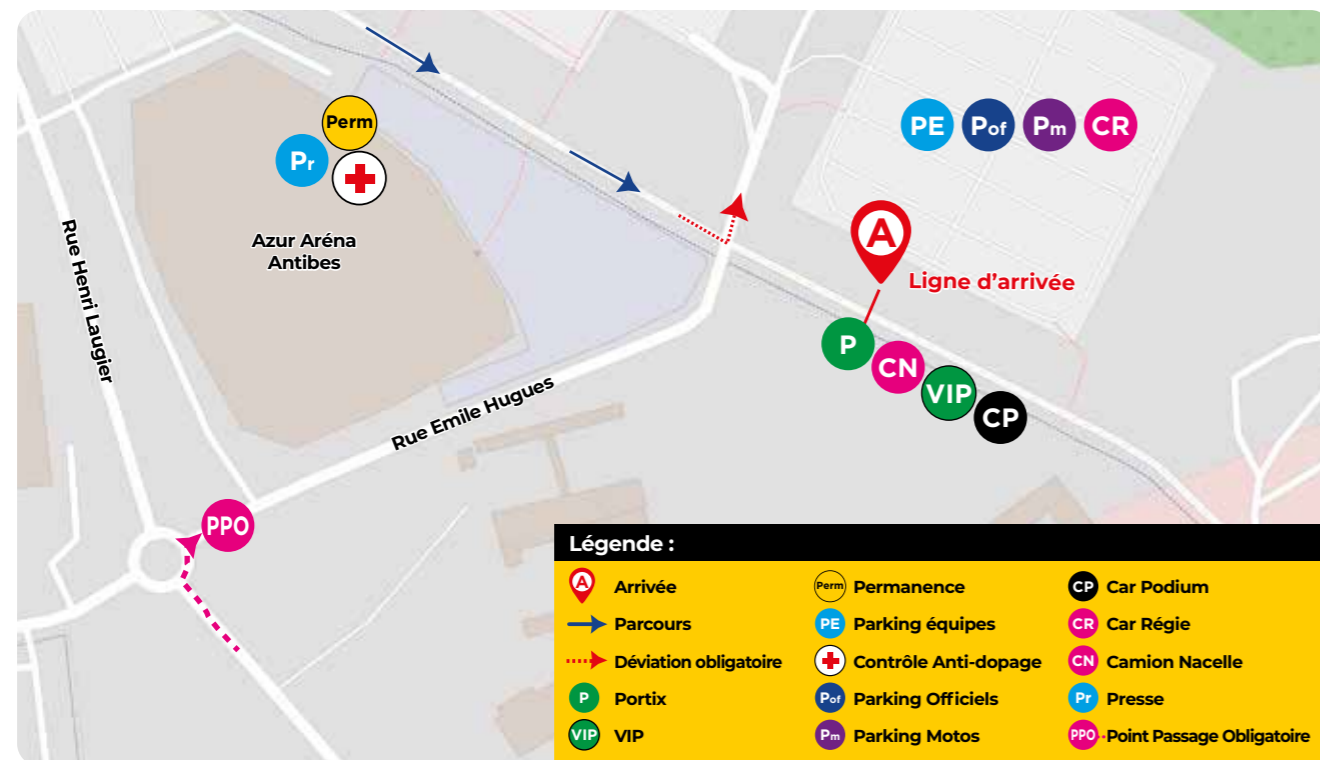 Perm
Pr
PE
Pof
Pm
CR
Azur Aréna
Antibes
A
Ligne d'arrivée
Rue Henri Laugier
P
CN
VIP
CP
Rue Emile Hugues
PPO
Légende :
A Arrivée
Parcours
Déviation obligatoire
P Portix
VIP VIP
Perm Permanence
PE Parking équipes
Contrôle Anti-dopage
Pof Parking Officiels
Pm Parking Motos
CP Car Podium
CR Car Régie
CN Camion Nacelle
Pr Presse
PPO Point Passage Obligatoire